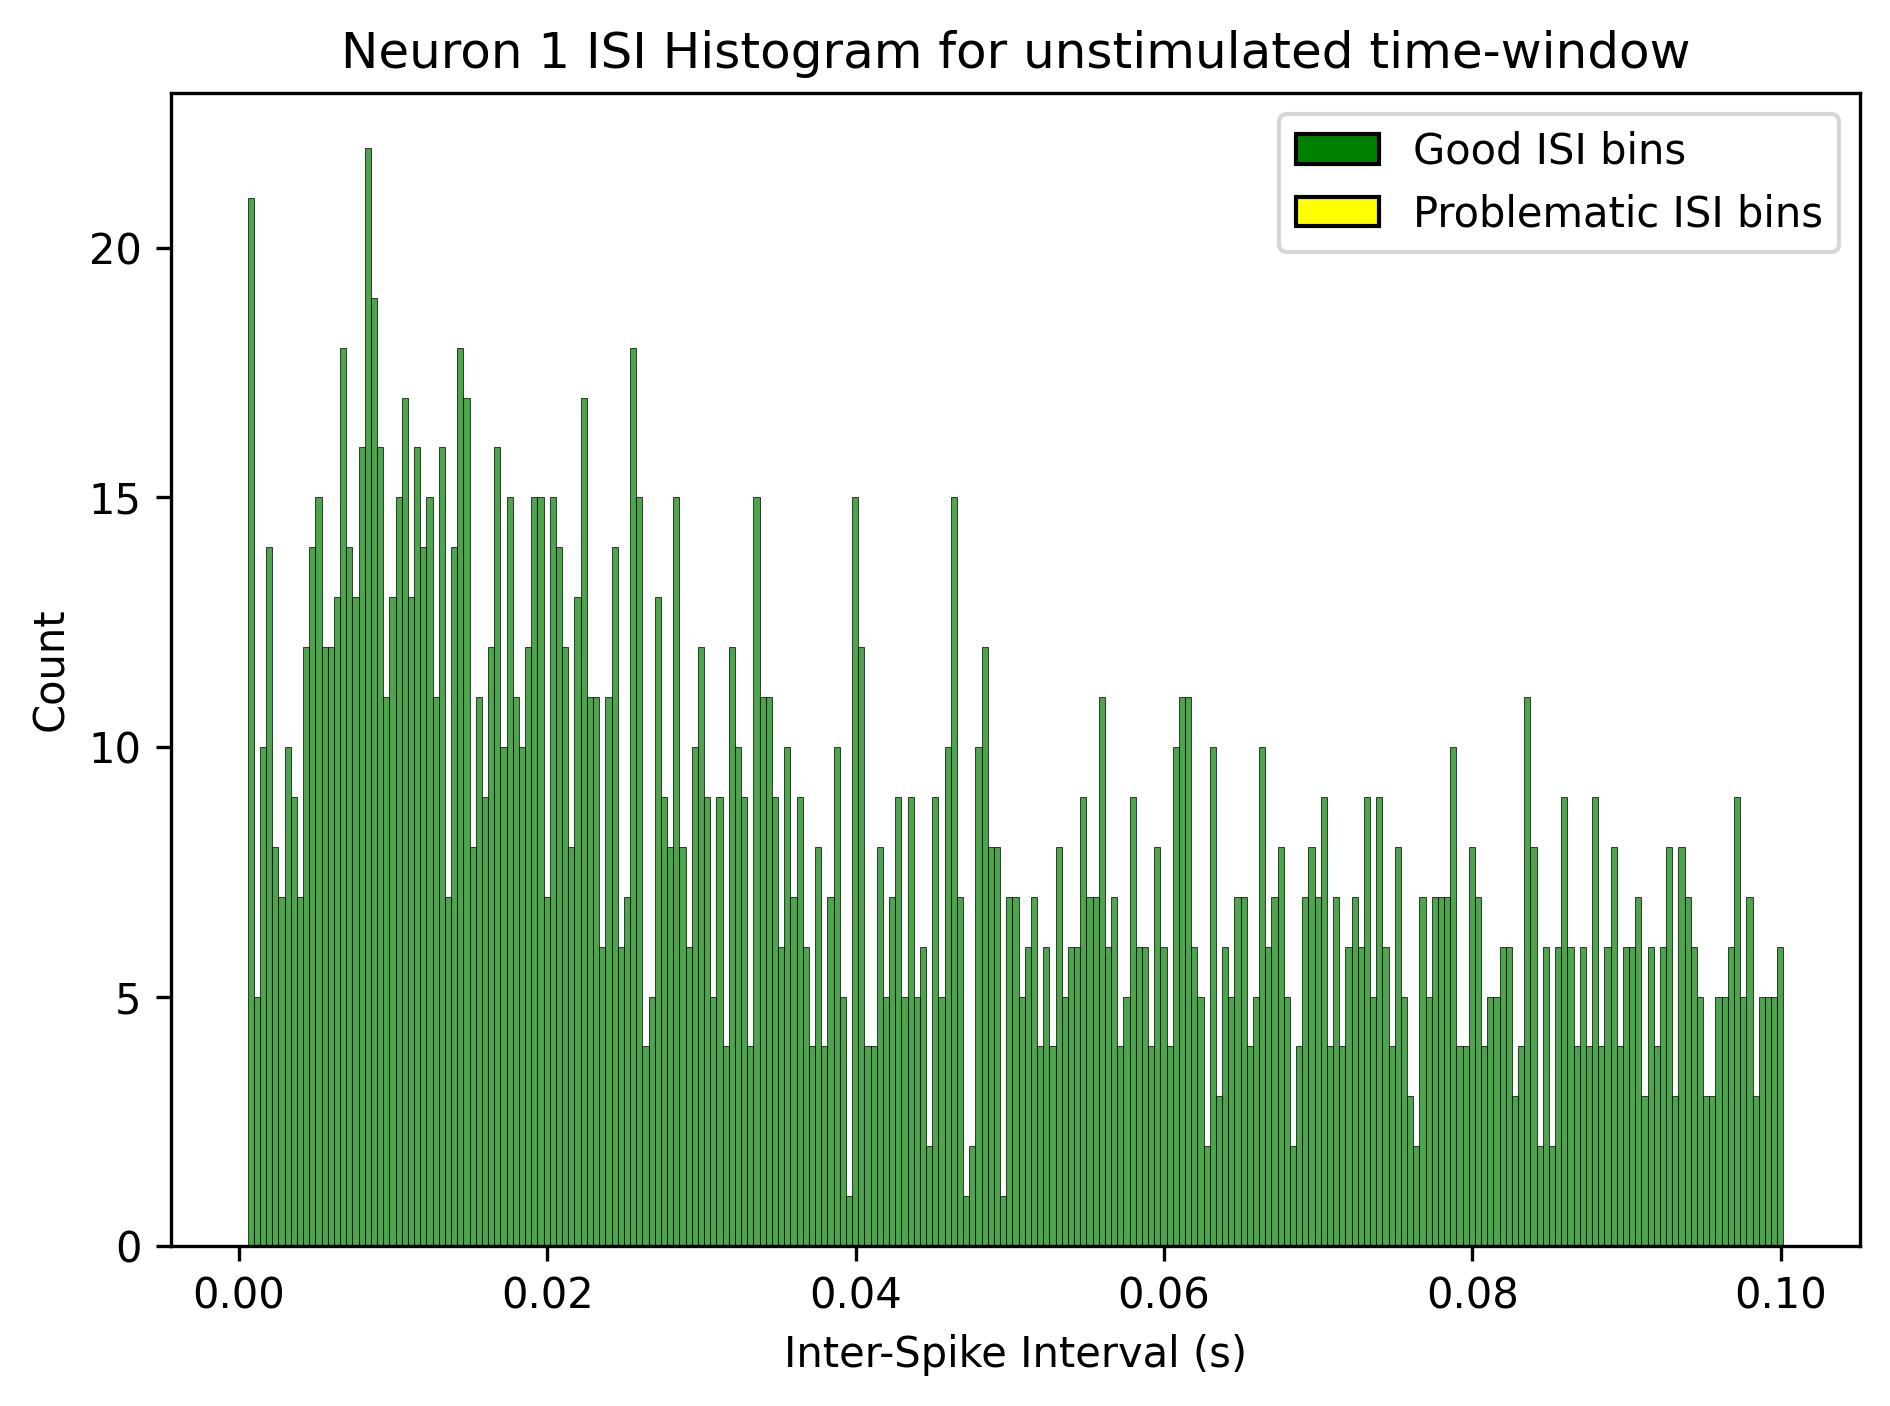 Neuron 1 ISI Histogram for unstimulated time-window
Good ISI bins
Problematic ISI bins
Count
20
15
10
5
0
0.00 0.02 0.04 0.06 0.08 0.10
Inter-Spike Interval (s)